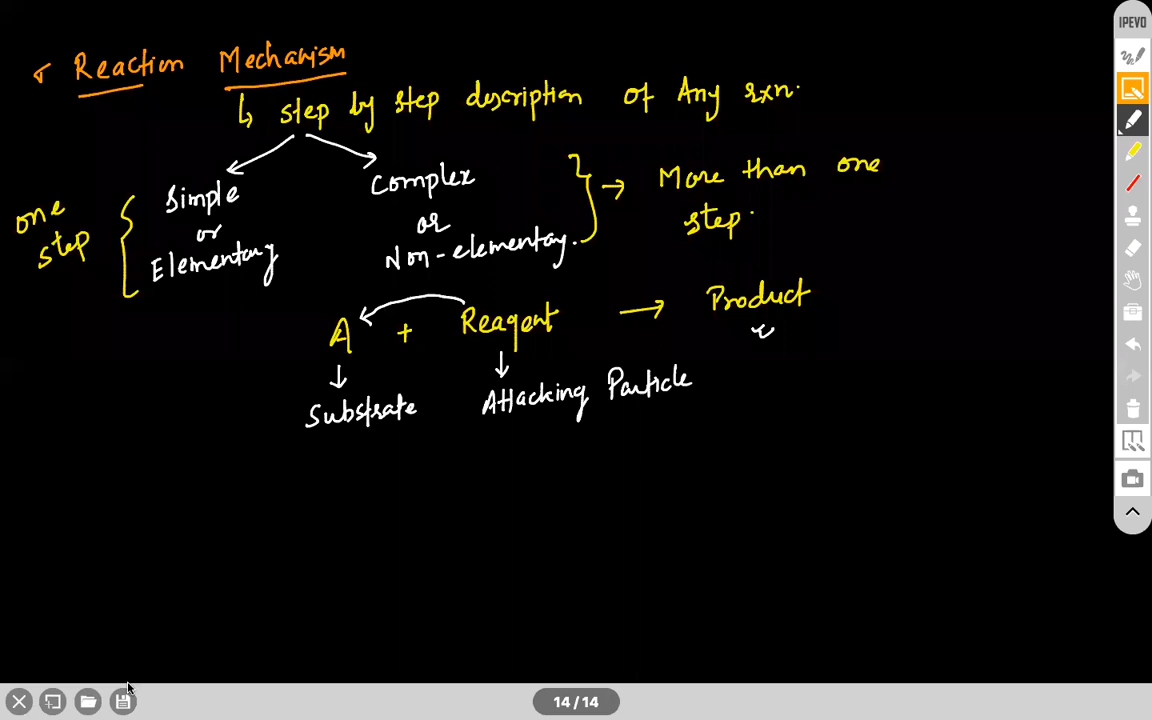 Reaction Mechanism
↳ step by step description of Any rxn.
one step
Simple
or
Elementary
Complex
or
Non-elementary.
→ More than one
step.
A + Reagent → Product
Substrate
Attacking Particle
IPEVO
14 / 14